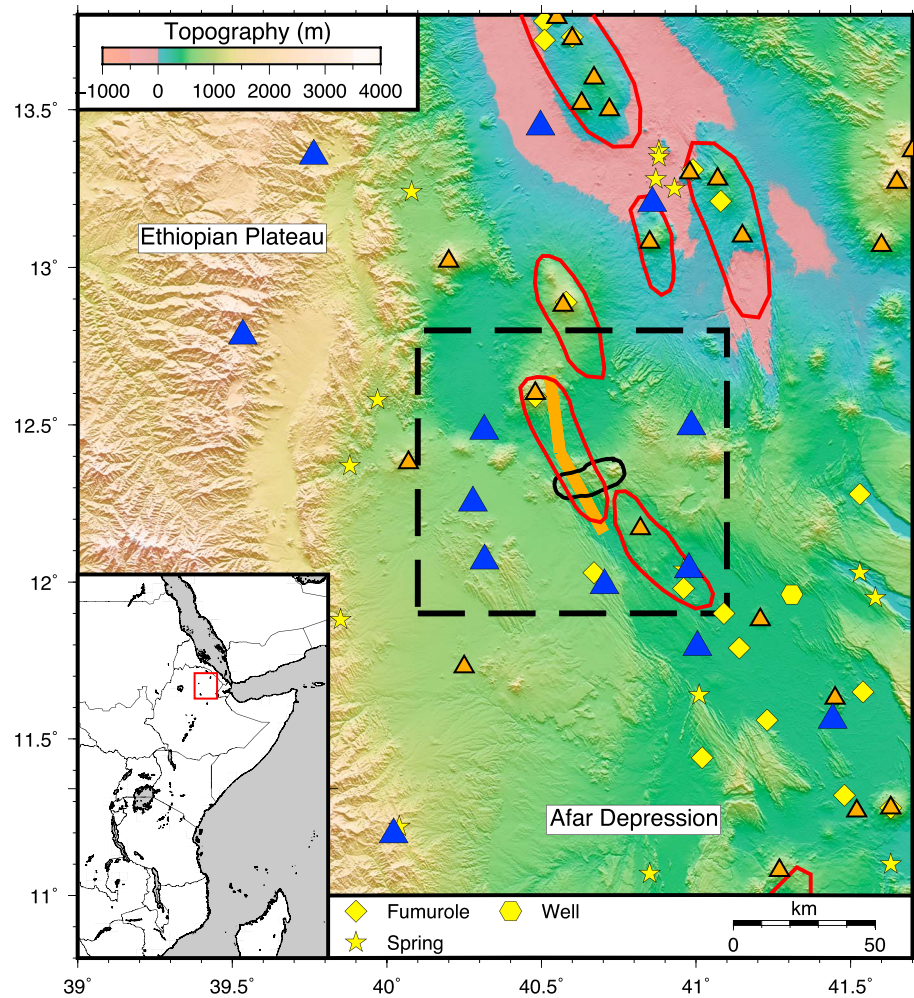 Topography (m)
−1000 0 1000 2000 3000 4000
13.5°
Ethiopian Plateau
13°
12.5°
12°
11.5°
Afar Depression
11°
Fumurole Well km
Spring 0 50
39° 39.5° 40° 40.5° 41° 41.5°